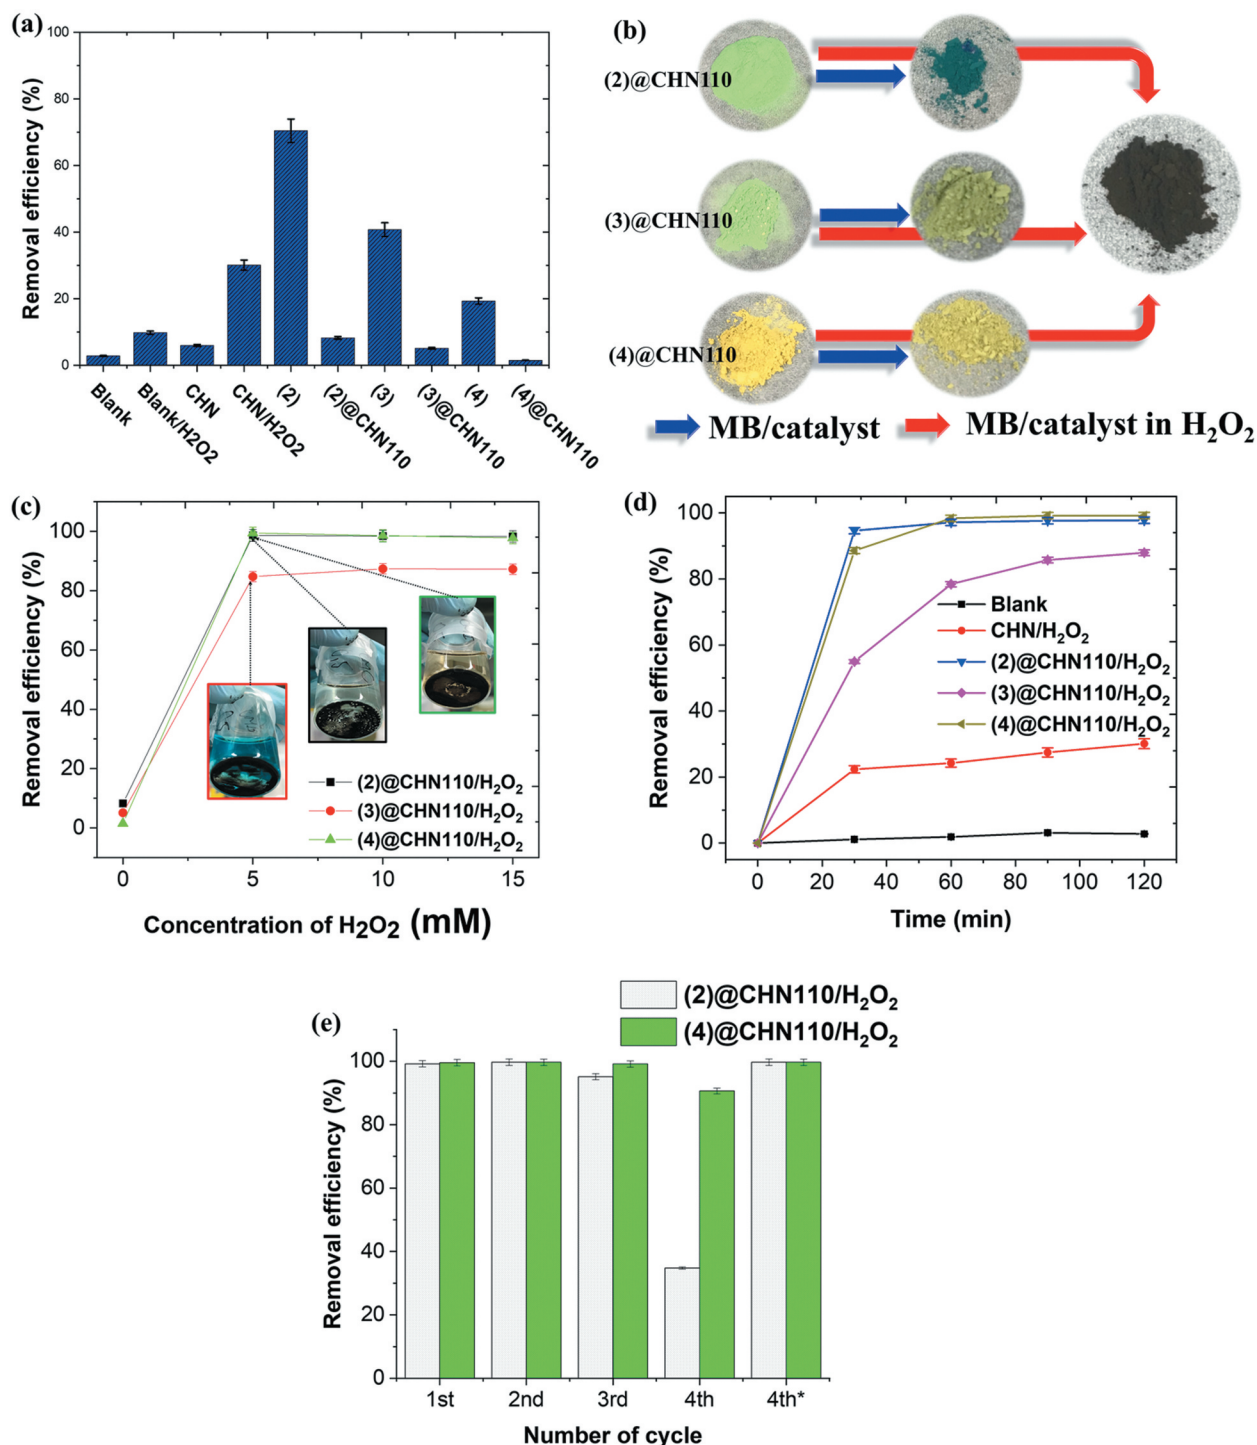 (a)
Removal efficiency (%)
100
80
60
40
20
0
Blank
Blank/H2O2
CHN
CHN/H2O2
(2)
(2)@CHN110
(3)
(3)@CHN110
(4)
(4)@CHN110
(b)
(2)@CHN110
(3)@CHN110
(4)@CHN110
MB/catalyst
MB/catalyst in H₂O₂
(c)
Removal efficiency (%)
100
80
60
40
20
0
(2)@CHN110/H₂O₂
(3)@CHN110/H₂O₂
(4)@CHN110/H₂O₂
0 5 10 15
Concentration of H₂O₂ (mM)
(d)
Removal efficiency (%)
100
80
60
40
20
0
Blank
CHN/H₂O₂
(2)@CHN110/H₂O₂
(3)@CHN110/H₂O₂
(4)@CHN110/H₂O₂
0 20 40 60 80 100 120
Time (min)
(e)
(2)@CHN110/H₂O₂
(4)@CHN110/H₂O₂
Removal efficiency (%)
100
80
60
40
20
0
1st 2nd 3rd 4th 4th*
Number of cycle